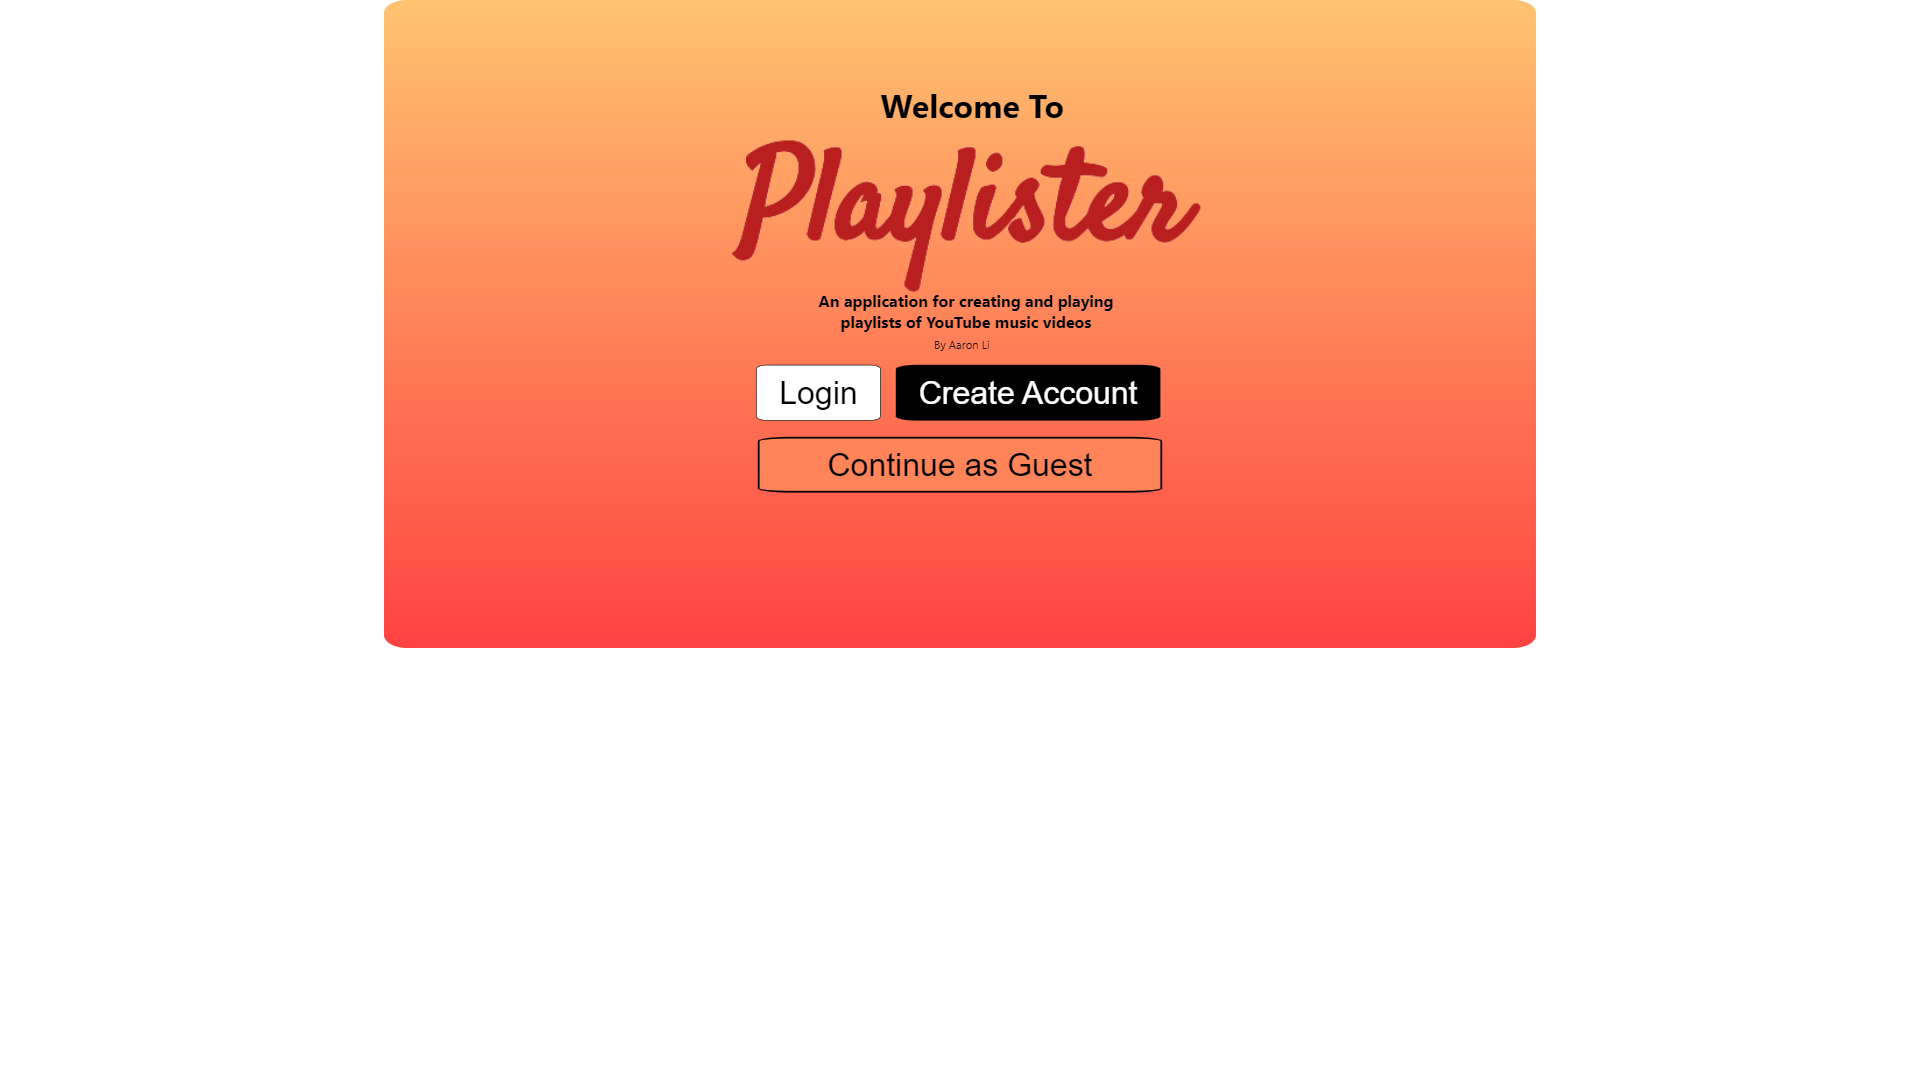 Welcome To
Playlister
An application for creating and playing
playlists of YouTube music videos
By Aaron Li
Login
Create Account
Continue as Guest